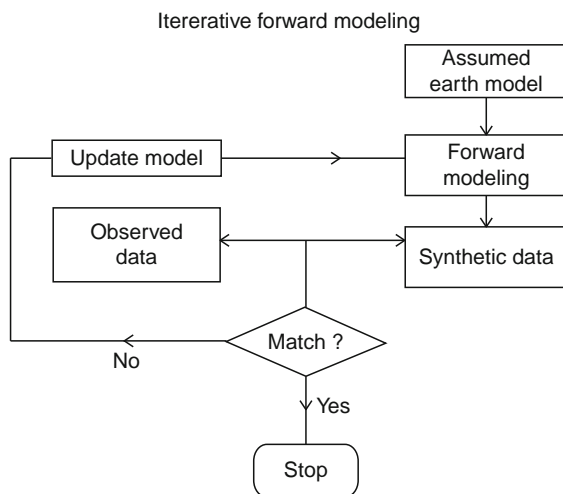 Itererative forward modeling
Assumed
earth model
Update model
Forward
modeling
Observed
data
Synthetic data
Match ?
No
Yes
Stop